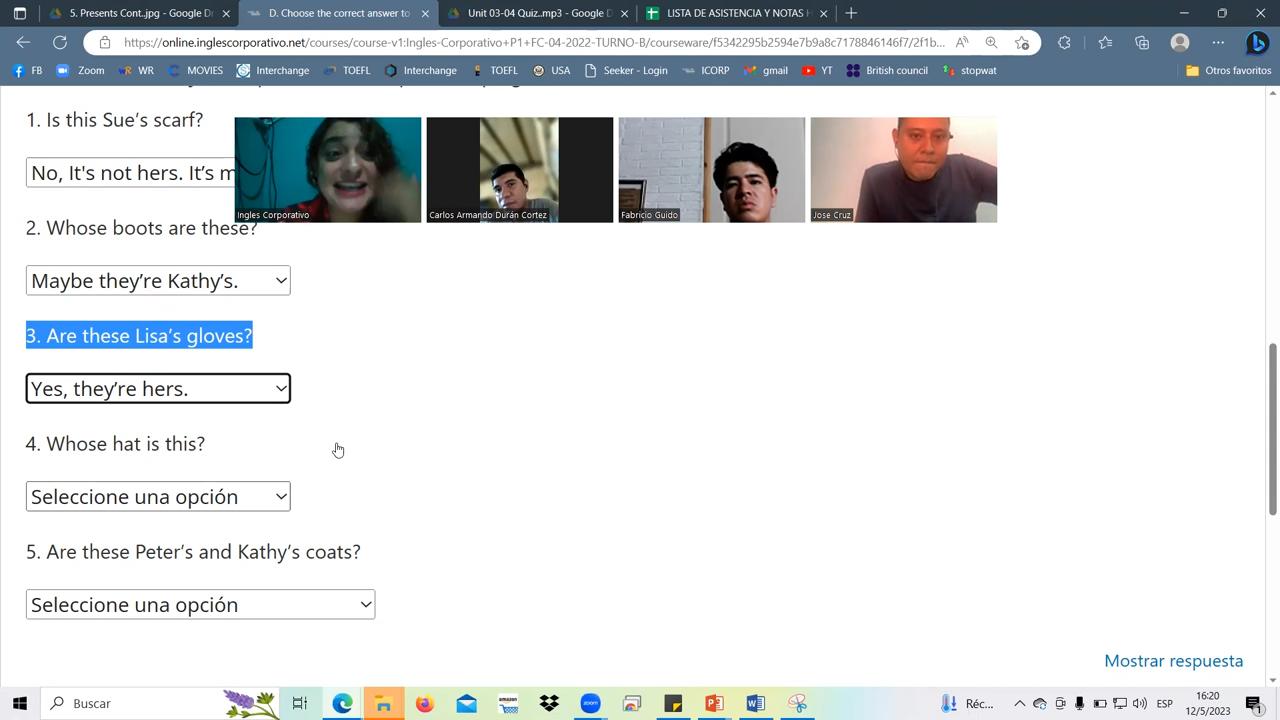 5. Presents Cont..jpg - Google D
D. Choose the correct answer to
Unit 03-04 Quiz..mp3 - Google D
LISTA DE ASISTENCIA Y NOTAS H
https://online.inglescorporativo.net/courses/course-v1:Ingles-Corporativo+P1+FC-04-2022-TURNO-B/courseware/f5342295b2594e7b9a8c7178846146f7/2f1b...
FB Zoom WR MOVIES Interchange TOEFL Interchange TOEFL USA Seeker - Login ICORP gmail YT British council stopwat Otros favoritos
1. Is this Sue's scarf?
No, It's not hers. It's m
Ingles Corporativo
Carlos Armando Durán Cortez
Fabricio Guido
Jose Cruz
2. Whose boots are these?
Maybe they're Kathy's.
3. Are these Lisa's gloves?
Yes, they're hers.
4. Whose hat is this?
Seleccione una opción
5. Are these Peter's and Kathy's coats?
Seleccione una opción
Mostrar respuesta
Buscar
Réc...
ESP
16:20
12/5/2023
1